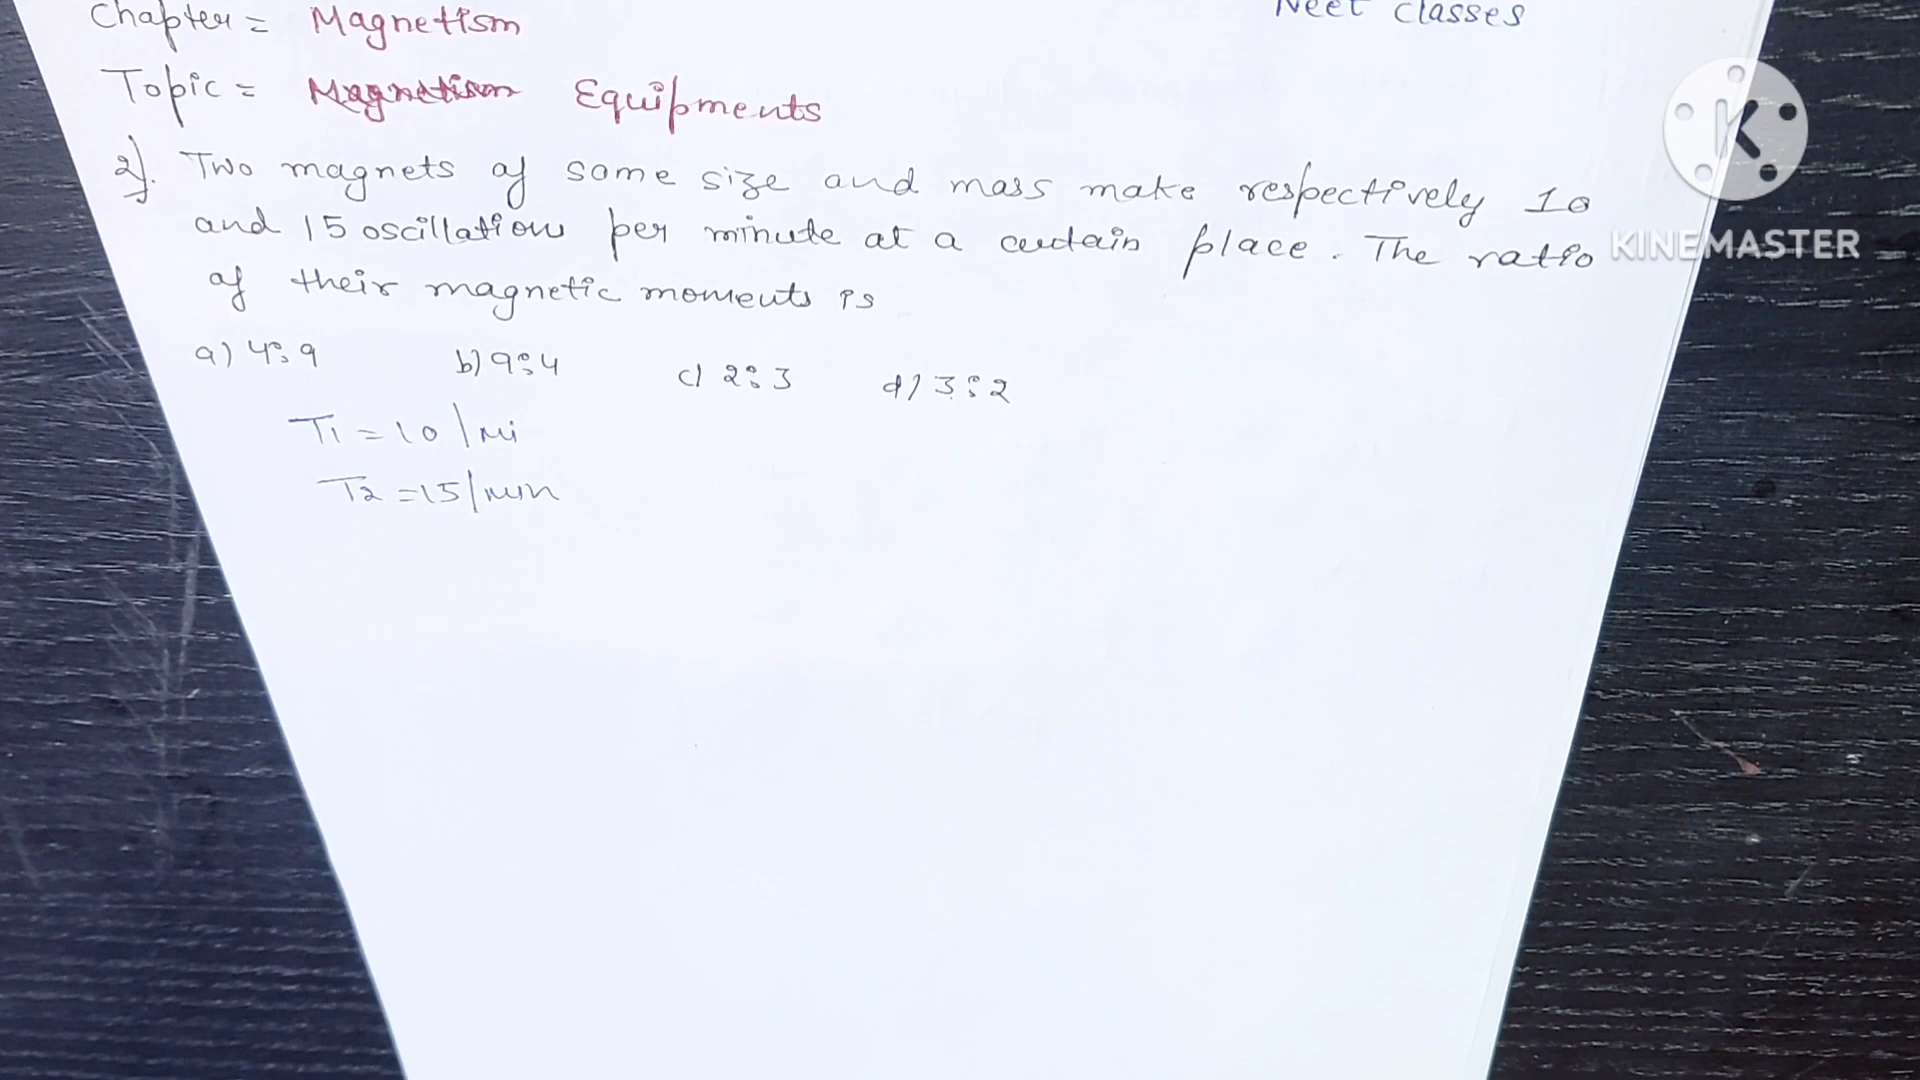 Chapter = Magnetism
Neet classes
Topic = Magnetism Equipments
2). Two magnets of same size and mass make respectively 10
and 15 oscillation per minute at a certain place. The ratio
of their magnetic moments is
a) 4:9 b) 9:4 c) 2:3 d) 3:2
T1 = 10 / mi
T2 = 15/min
KINEMASTER